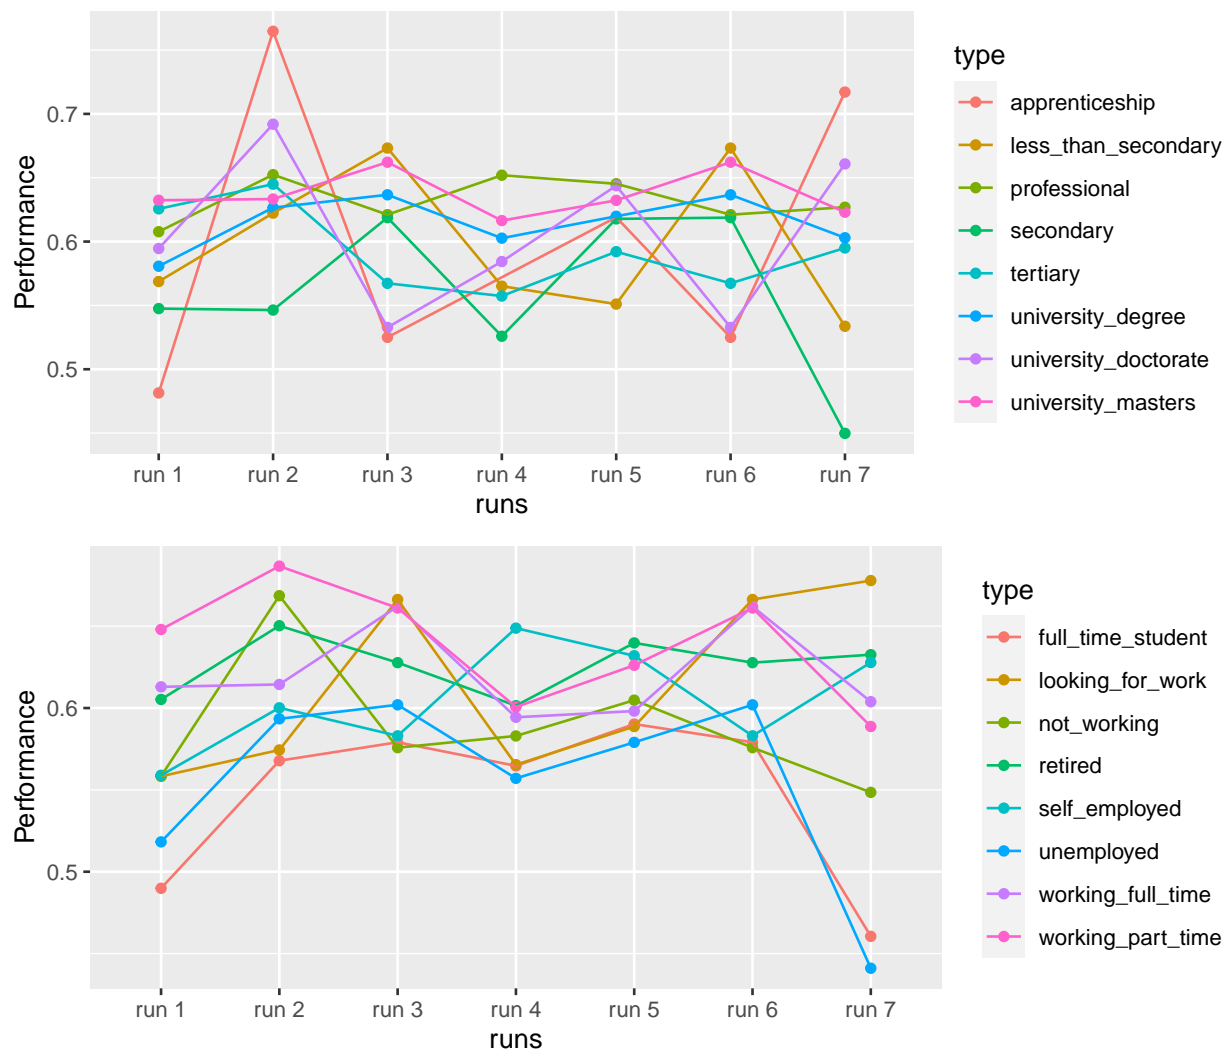 type
apprenticeship
less_than_secondary
professional
secondary
tertiary
university_degree
university_doctorate
university_masters
Performance
0.7
0.6
0.5
run 1 run 2 run 3 run 4 run 5 run 6 run 7
runs
type
full_time_student
looking_for_work
not_working
retired
self_employed
unemployed
working_full_time
working_part_time
Performance
0.6
0.5
run 1 run 2 run 3 run 4 run 5 run 6 run 7
runs